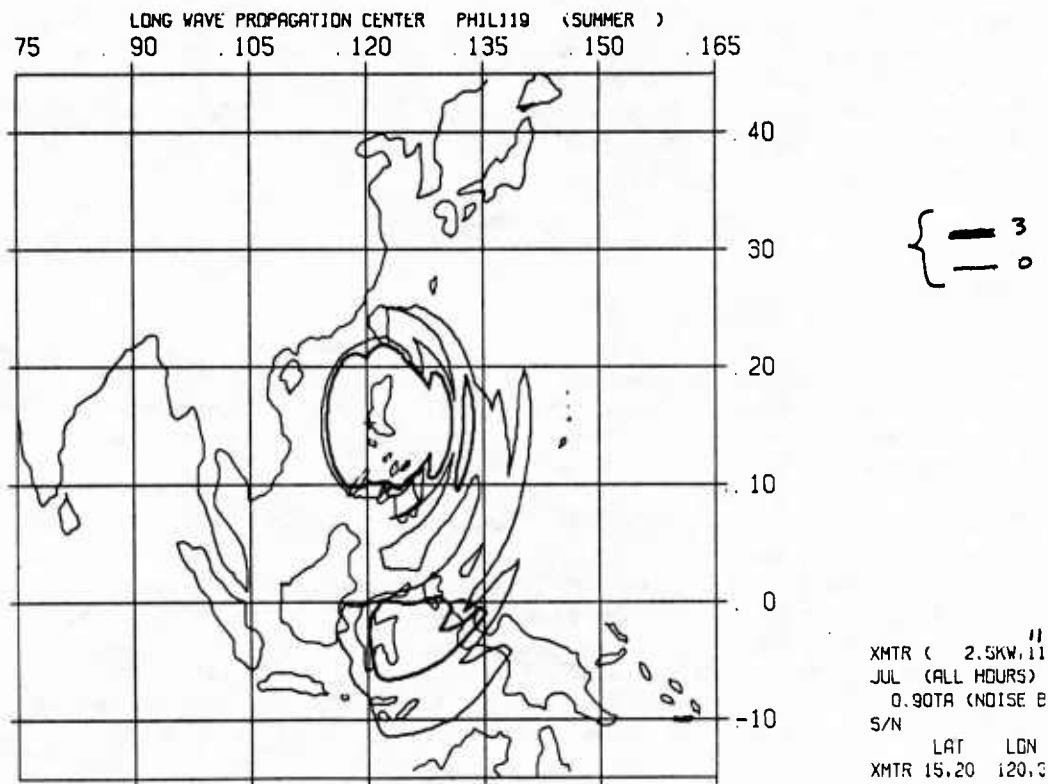 LONG WAVE PROPAGATION CENTER PHIL119 (SUMMER )
75 90 105 120 135 150 165
40
30
20
10
0
-10
3
0
XMTR ( 2.5KW,11
JUL (ALL HOURS)
0.90TA (NOISE B
S/N
LAT LON
XMTR 15.20 120.3